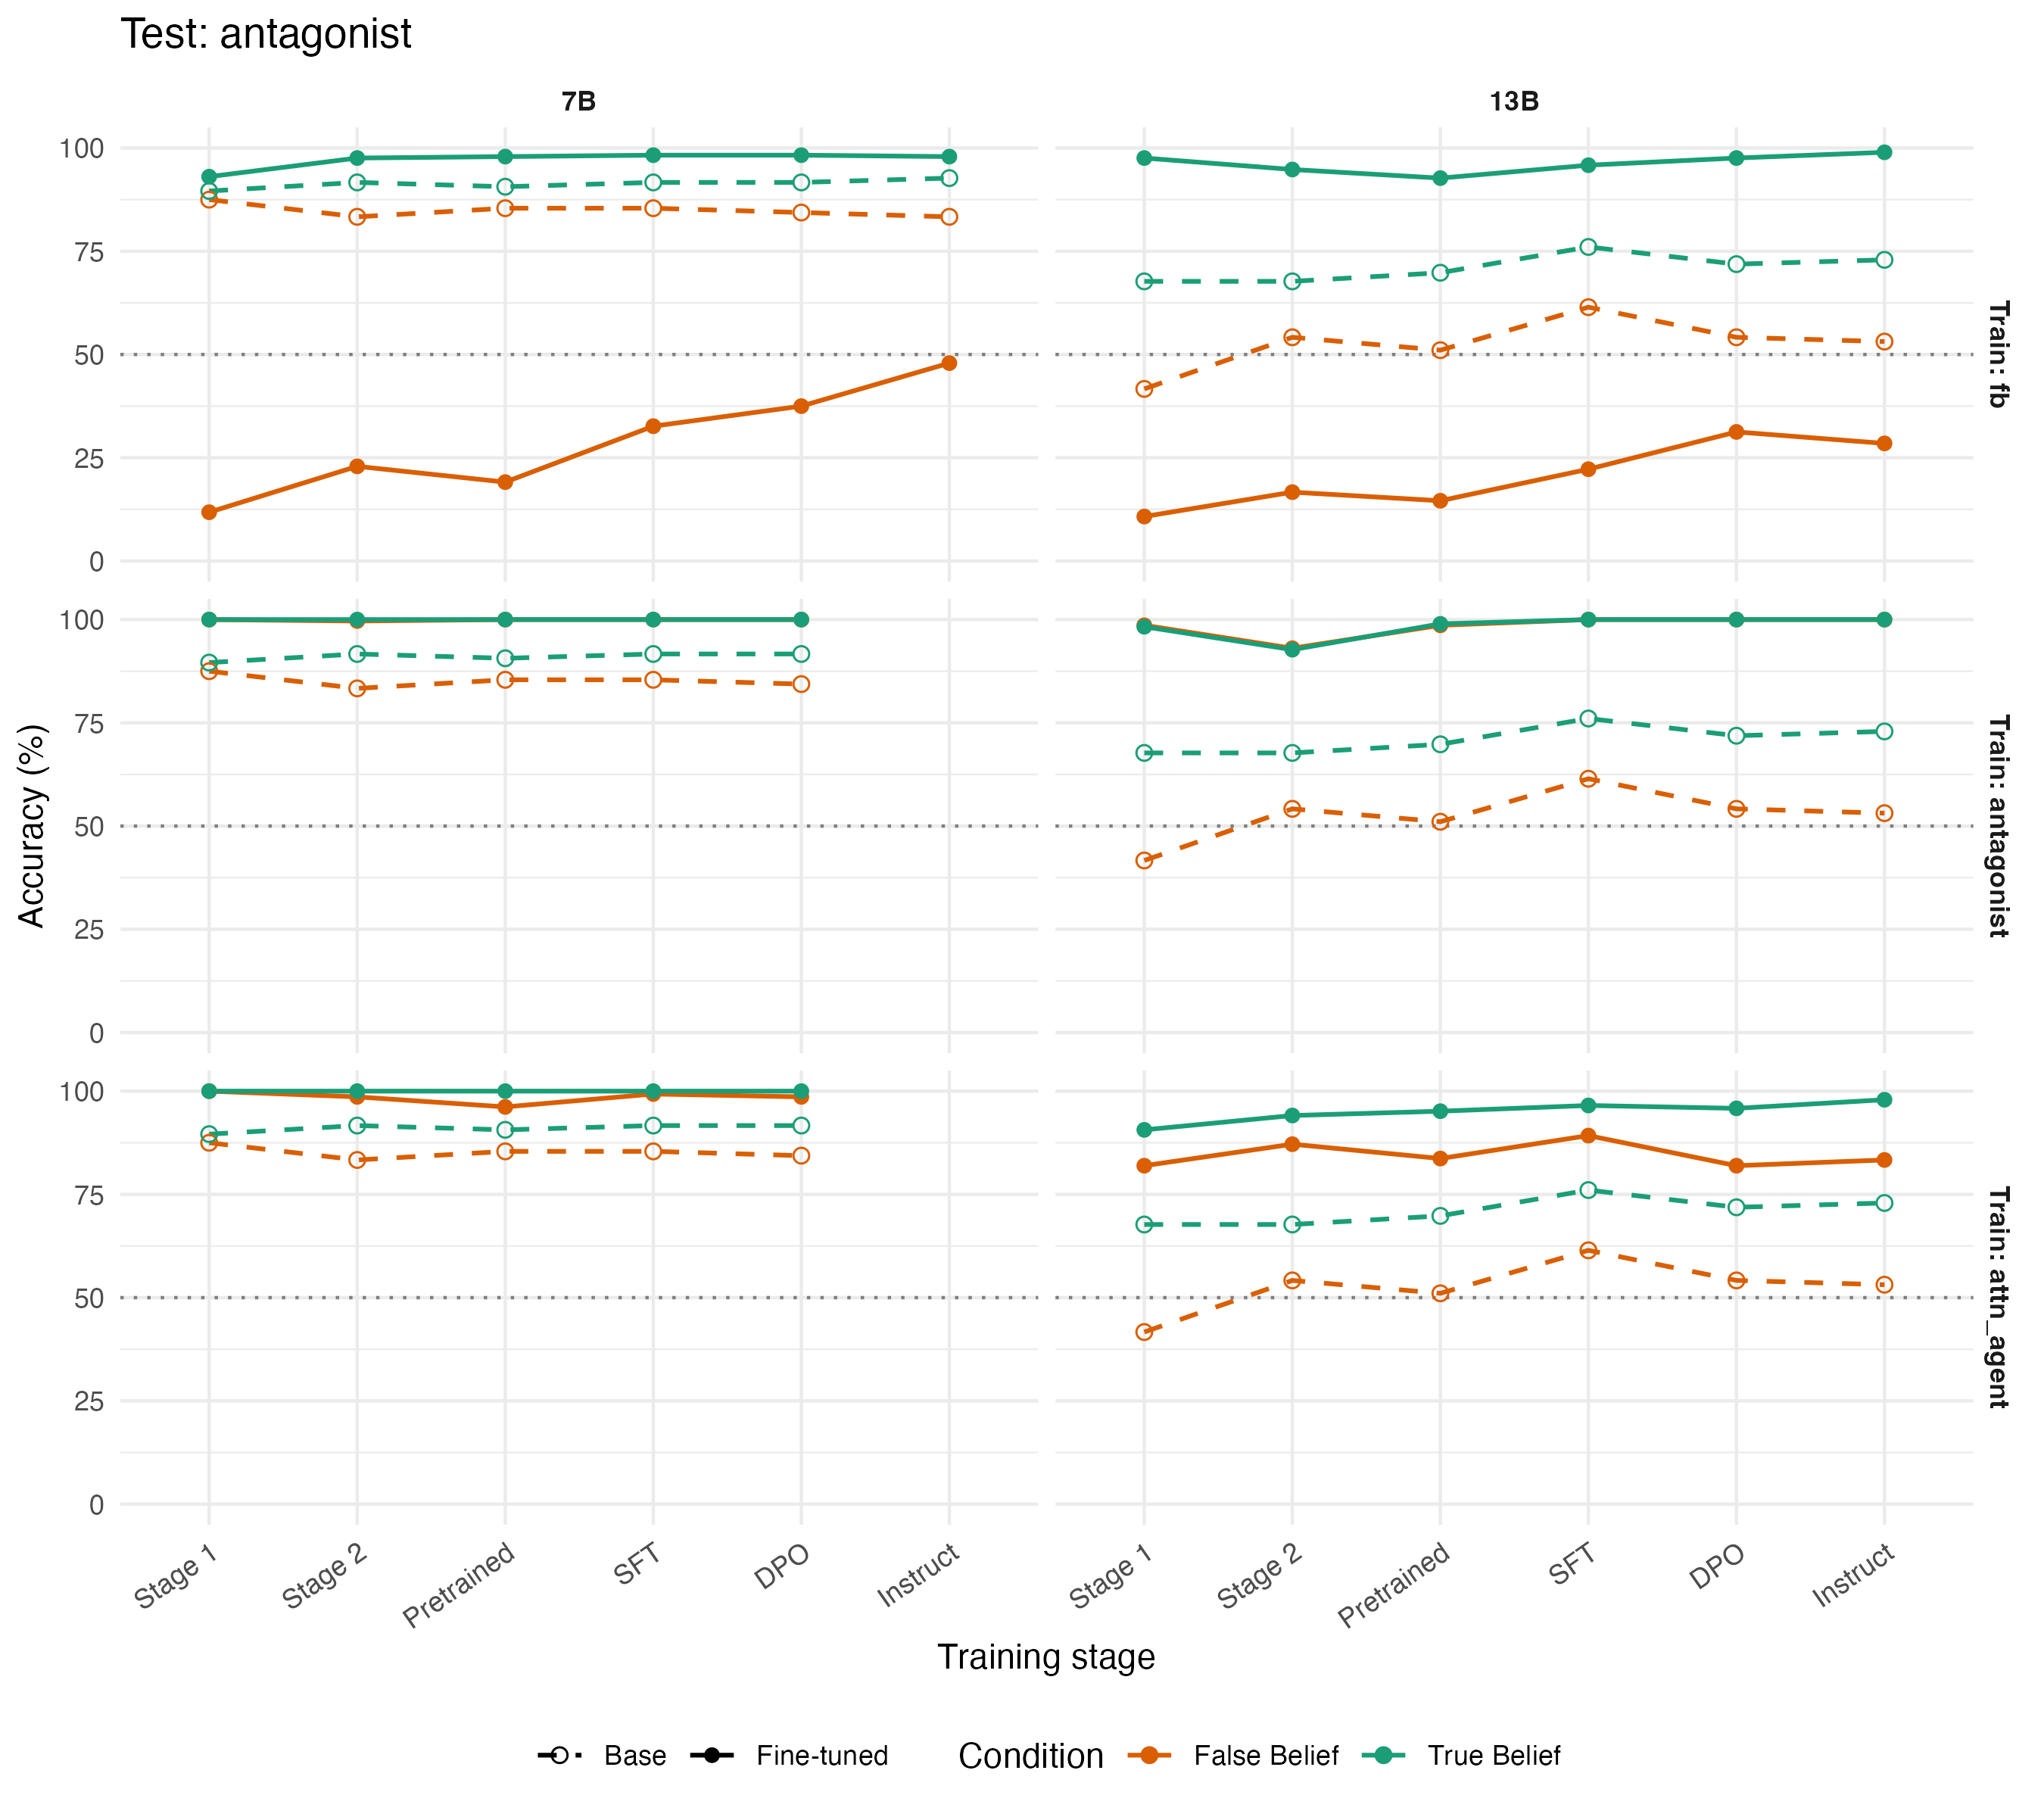 Test: antagonist
7B
13B
100
75
50
25
0
Train: fb
100
75
50
25
0
Train: antagonist
100
75
50
25
0
Train: attn_agent
Accuracy (%)
Stage 1
Stage 2
Pretrained
SFT
DPO
Instruct
Stage 1
Stage 2
Pretrained
SFT
DPO
Instruct
Training stage
Base
Fine-tuned
Condition
False Belief
True Belief